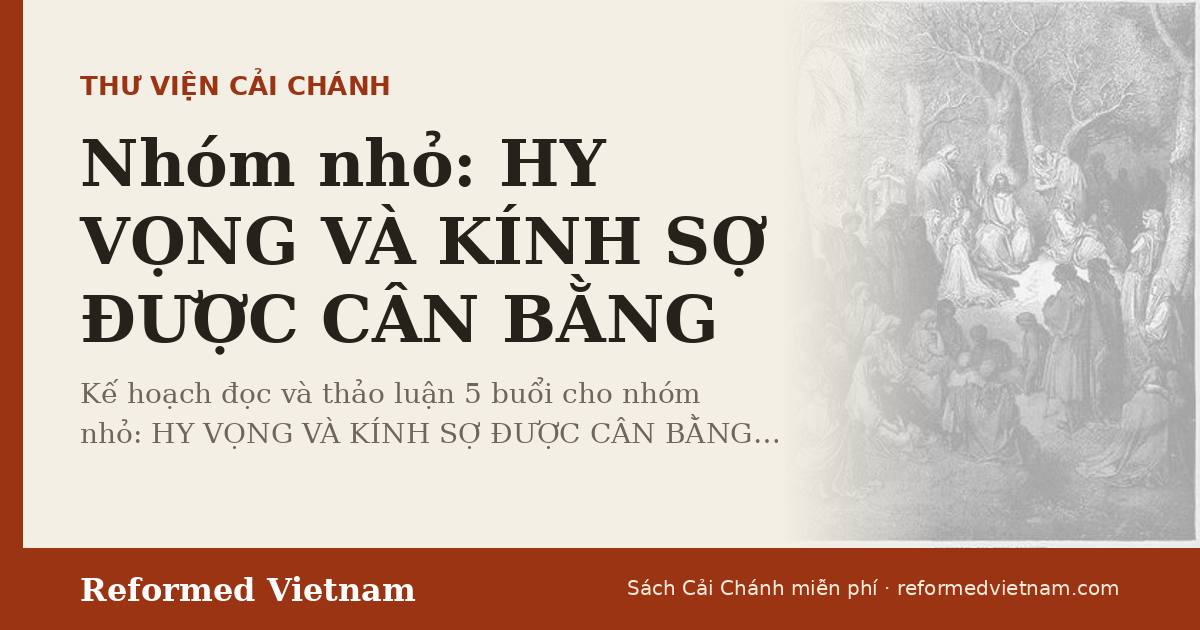 THƯ VIỆN CẢI CHÁNH
Nhóm nhỏ: HY
VỌNG VÀ KÍNH SỢ
ĐƯỢC CÂN BẰNG
Kế hoạch đọc và thảo luận 5 buổi cho nhóm
nhỏ: HY VỌNG VÀ KÍNH SỢ ĐƯỢC CÂN BẰNG…
Reformed Vietnam
Sách Cải Chánh miễn phí · reformedvietnam.com